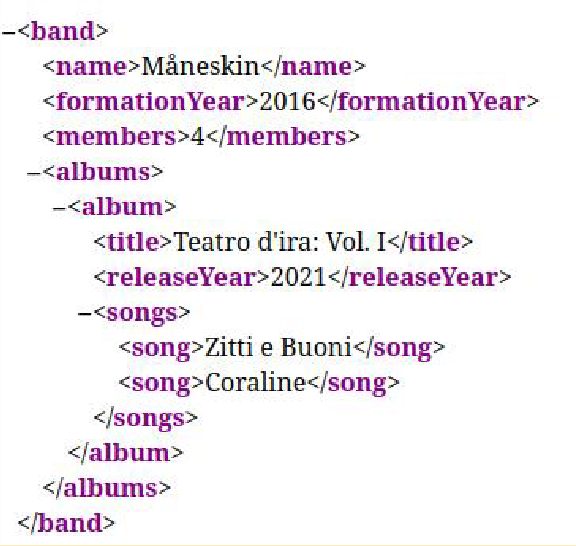 –<band>
<name>Måneskin</name>
<formationYear>2016</formationYear>
<members>4</members>
–<albums>
–<album>
<title>Teatro d'ira: Vol. I</title>
<releaseYear>2021</releaseYear>
–<songs>
<song>Zitti e Buoni</song>
<song>Coraline</song>
</songs>
</album>
</albums>
</band>